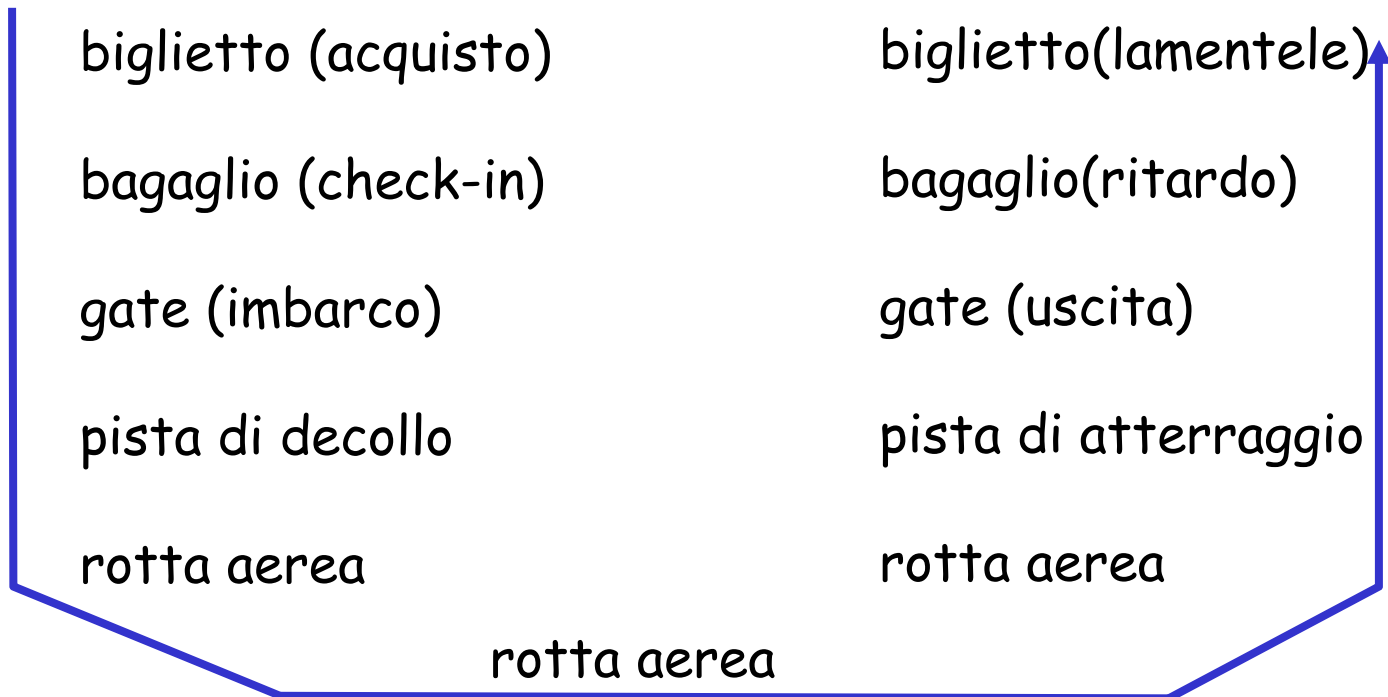 biglietto (acquisto)
bagaglio (check-in)
gate (imbarco)
pista di decollo
rotta aerea
rotta aerea
biglietto(lamentele)
bagaglio(ritardo)
gate (uscita)
pista di atterraggio
rotta aerea